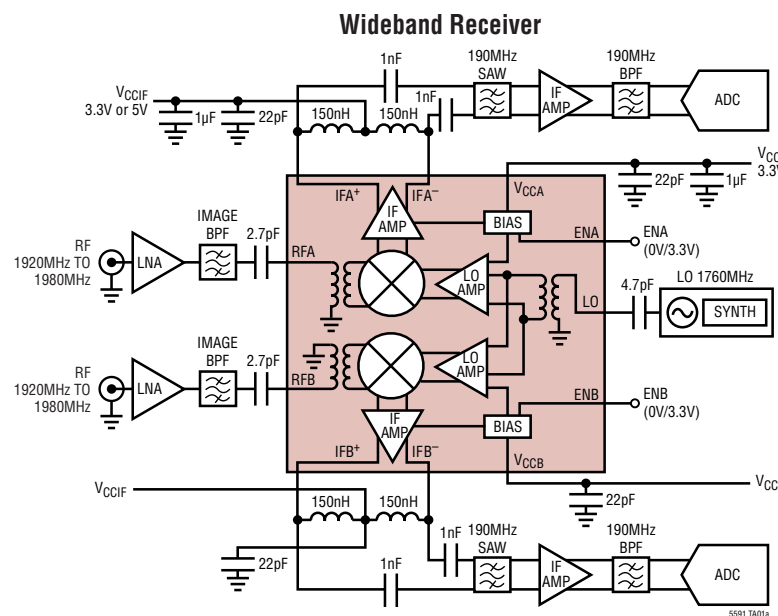 Wideband Receiver
1nF
190MHz
SAW
190MHz
BPF
VCCIF
3.3V or 5V
1µF
22pF
150nH
150nH
1nF
IF
AMP
ADC
IFA+
IFA–
VCCA
VCC
3.3V
22pF
1µF
IF
AMP
BIAS
ENA
ENA
(0V/3.3V)
RF
1920MHz TO
1980MHz
LNA
IMAGE
BPF
2.7pF
RFA
LO
AMP
LO
4.7pF
LO 1760MHz
SYNTH
RF
1920MHz TO
1980MHz
LNA
IMAGE
BPF
2.7pF
RFB
LO
AMP
ENB
ENB
(0V/3.3V)
IF
AMP
BIAS
IFB+
IFB–
VCCB
VCC
22pF
VCCIF
150nH
150nH
22pF
1nF
1nF
190MHz
SAW
IF
AMP
190MHz
BPF
ADC
5591 TA01a